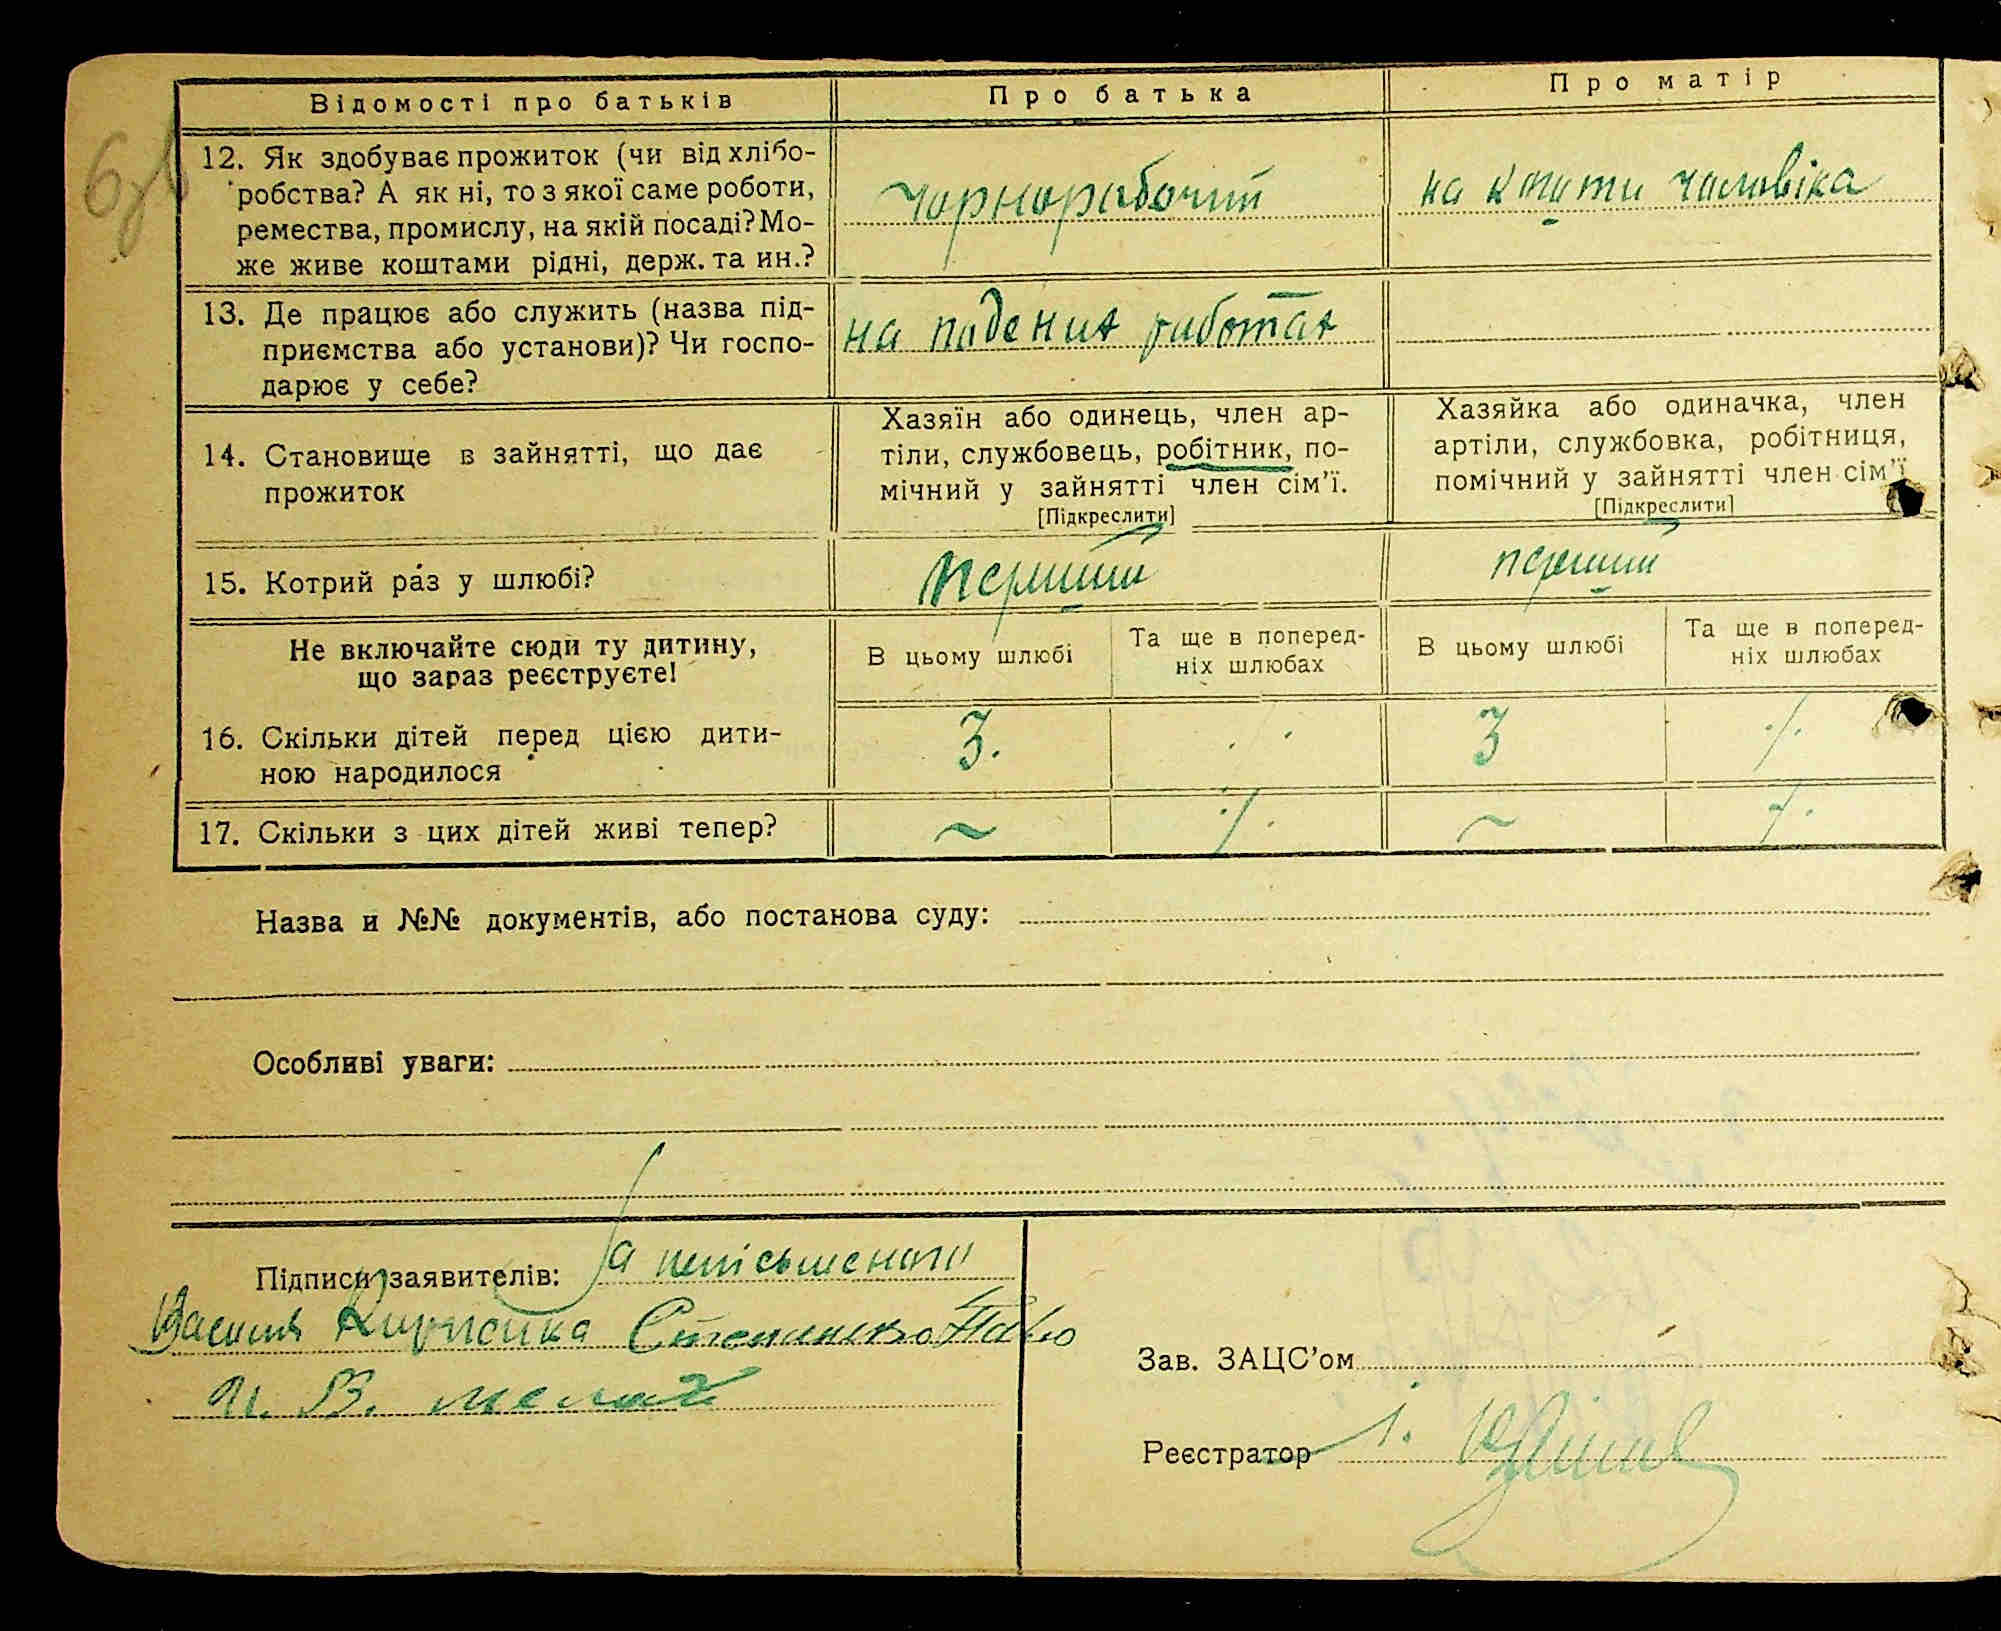 Відомості про батьків
Про батька
Про матір
12. Як здобуває прожиток (чи від хлібо-
робства? А як ні, то з якої саме роботи,
ремества, промислу, на якій посаді? Мо-
же живе коштами рідні, держ. та ин.?
чорнорабочий
на кошти чоловіка
13. Де працює або служить (назва під-
приємства або установи)? Чи госпо-
дарює у себе?
на поденних работах
14. Становище в зайнятті, що дає
прожиток
Хазяїн або одинець, член ар-
тіли, службовець, робітник, по-
мічний у зайнятті член сім'ї.
[Підкреслити]
Хазяйка або одиначка, член
артіли, службовка, робітниця,
помічний у зайнятті член сім'ї
[Підкреслити]
15. Котрий раз у шлюбі?
перший
перший
Не включайте сюди ту дитину,
що зараз реєструєте!
В цьому шлюбі
Та ще в поперед-
ніх шлюбах
В цьому шлюбі
Та ще в поперед-
ніх шлюбах
16. Скільки дітей перед цією дити-
ною народилося
3.
3
17. Скільки з цих дітей живі тепер?
Назва и №№ документів, або постанова суду:
Особливі уваги:
Підписи заявителів: За неписьменого
Василя
Зав. ЗАЦС'ом
Реєстратор